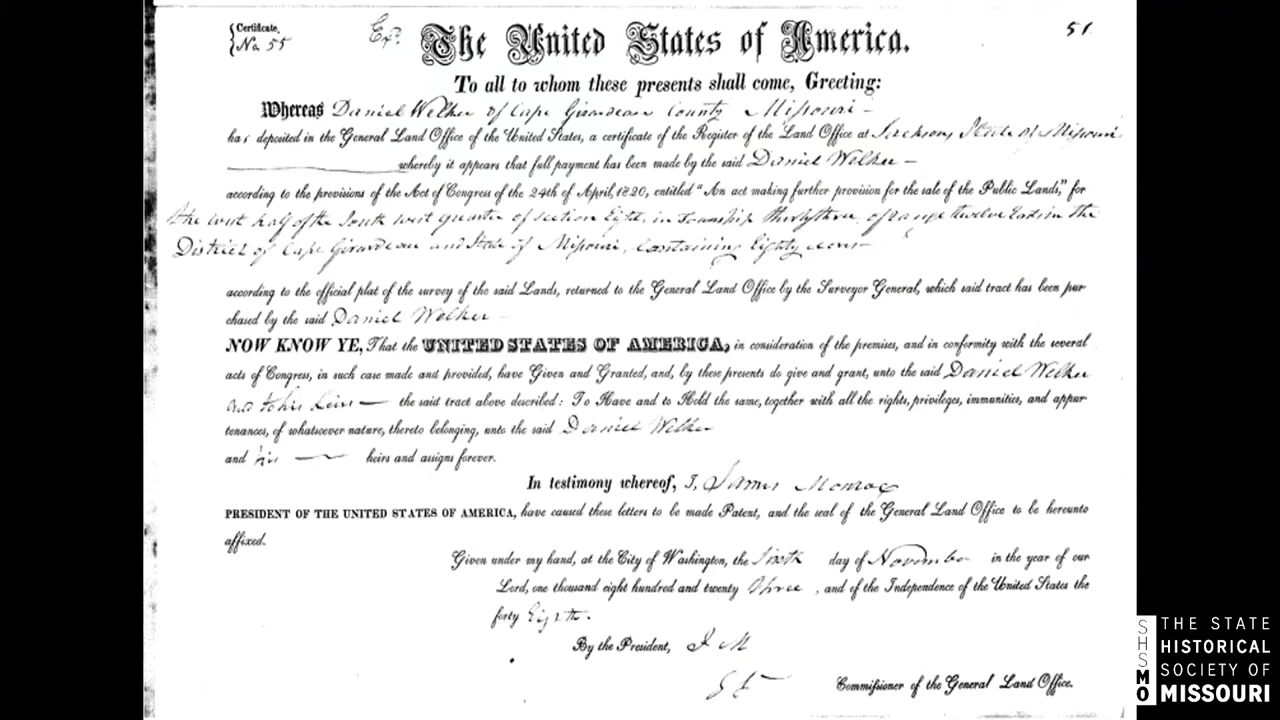 Certificate, No. 55
Exd. The United States of America. 51
To all to whom these presents shall come, Greeting:
Whereas Daniel Welker of Cape Girardeau County Missouri
has deposited in the General Land Office of the United States, a certificate of the Register of the Land Office at Jackson, State of Missouri
whereby it appears that full payment has been made by the said Daniel Welker
according to the provisions of the Act of Congress of the 24th of April, 1820, entitled "An act making further provision for the sale of the Public Lands," for
the west half of the South west quarter of section Eight, in Township thirty three, of range twelve East in the
District of Cape Girardeau and State of Missouri, Containing Eighty acres
according to the official plat of the survey of the said Lands, returned to the General Land Office by the Surveyor General, which said tract has been pur
chased by the said Daniel Welker
NOW KNOW YE, That the UNITED STATES OF AMERICA, in consideration of the premises, and in conformity with the several
acts of Congress, in such case made and provided, have Given and Granted, and, by these presents do give and grant, unto the said Daniel Welker
and to his heirs the said tract above described: To Have and to Hold the same, together with all the rights, privileges, immunities, and appur
tenances, of whatsoever nature, thereto belonging, unto the said Daniel Welker
and his heirs and assigns forever.
In testimony whereof, I, James Monroe
PRESIDENT OF THE UNITED STATES OF AMERICA, have caused these letters to be made Patent, and the seal of the General Land Office to be hereunto
affixed.
Given under my hand, at the City of Washington, the Sixth day of November in the year of our
Lord, one thousand eight hundred and twenty three, and of the Independence of the United States the
forty Eighth.
By the President, J M
Commissioner of the General Land Office.
SHSMO
THE STATE
HISTORICAL
SOCIETY OF
MISSOURI